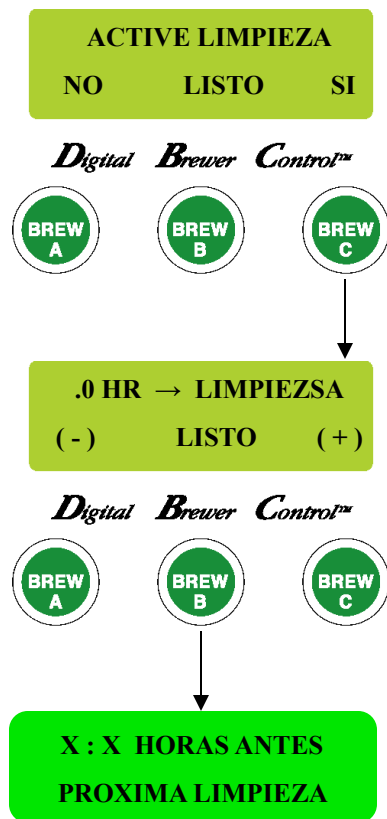 ACTIVE LIMPIEZA
NO LISTO SI
Digital Brewer Control™
BREW A BREW B BREW C
.0 HR → LIMPIEZSA
( - ) LISTO ( + )
Digital Brewer Control™
BREW A BREW B BREW C
X : X HORAS ANTES
PROXIMA LIMPIEZA